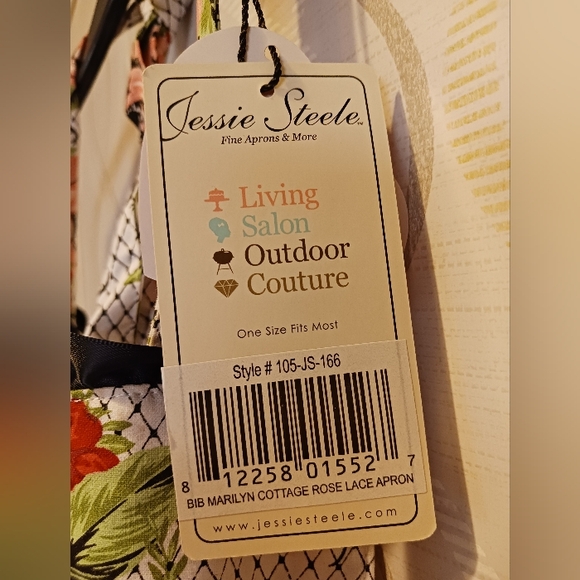 Jessie Steele™
Fine Aprons & More
Living
Salon
Outdoor
Couture
One Size Fits Most
Style # 105-JS-166
8 12258 01552 7
BIB MARILYN COTTAGE ROSE LACE APRON
www.jessiesteele.com